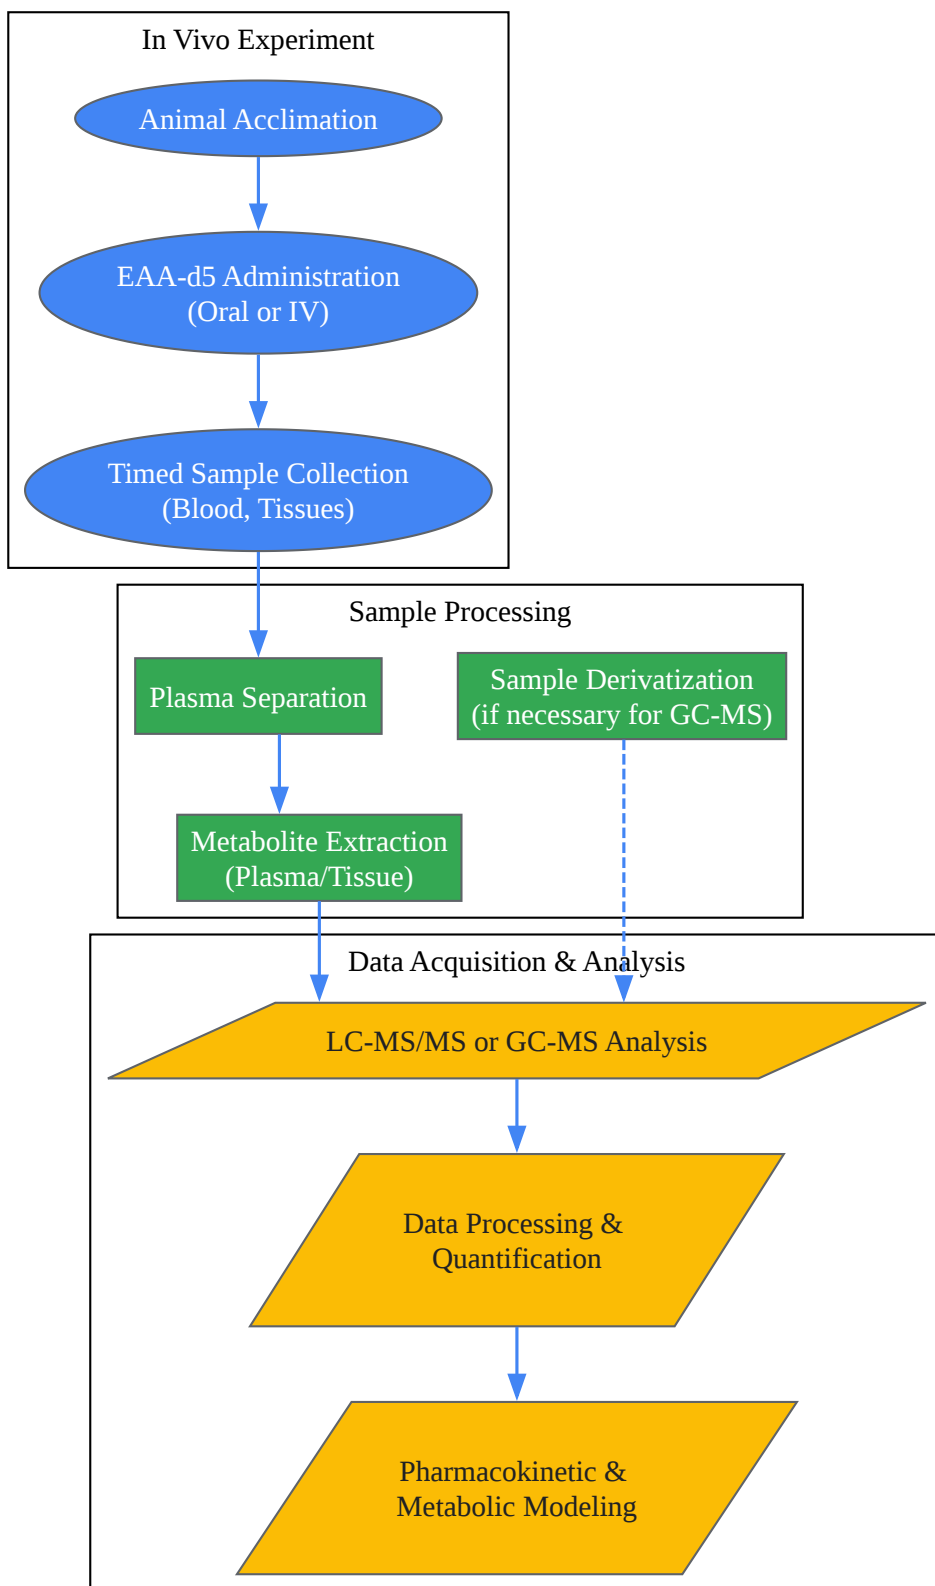 In Vivo Experiment
Animal Acclimation
EAA-d5 Administration
(Oral or IV)
Timed Sample Collection
(Blood, Tissues)
Sample Processing
Plasma Separation
Sample Derivatization
(if necessary for GC-MS)
Metabolite Extraction
(Plasma/Tissue)
Data Acquisition & Analysis
LC-MS/MS or GC-MS Analysis
Data Processing &
Quantification
Pharmacokinetic &
Metabolic Modeling